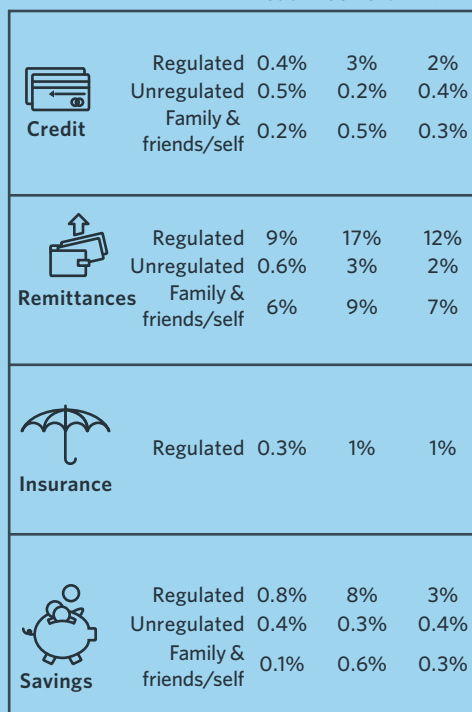 Regulated 0.4% 3% 2%
Unregulated 0.5% 0.2% 0.4%
Family &
friends/self 0.2% 0.5% 0.3%
Credit
Regulated 9% 17% 12%
Unregulated 0.6% 3% 2%
Family &
friends/self 6% 9% 7%
Remittances
Regulated 0.3% 1% 1%
Insurance
Regulated 0.8% 8% 3%
Unregulated 0.4% 0.3% 0.4%
Family &
friends/self 0.1% 0.6% 0.3%
Savings